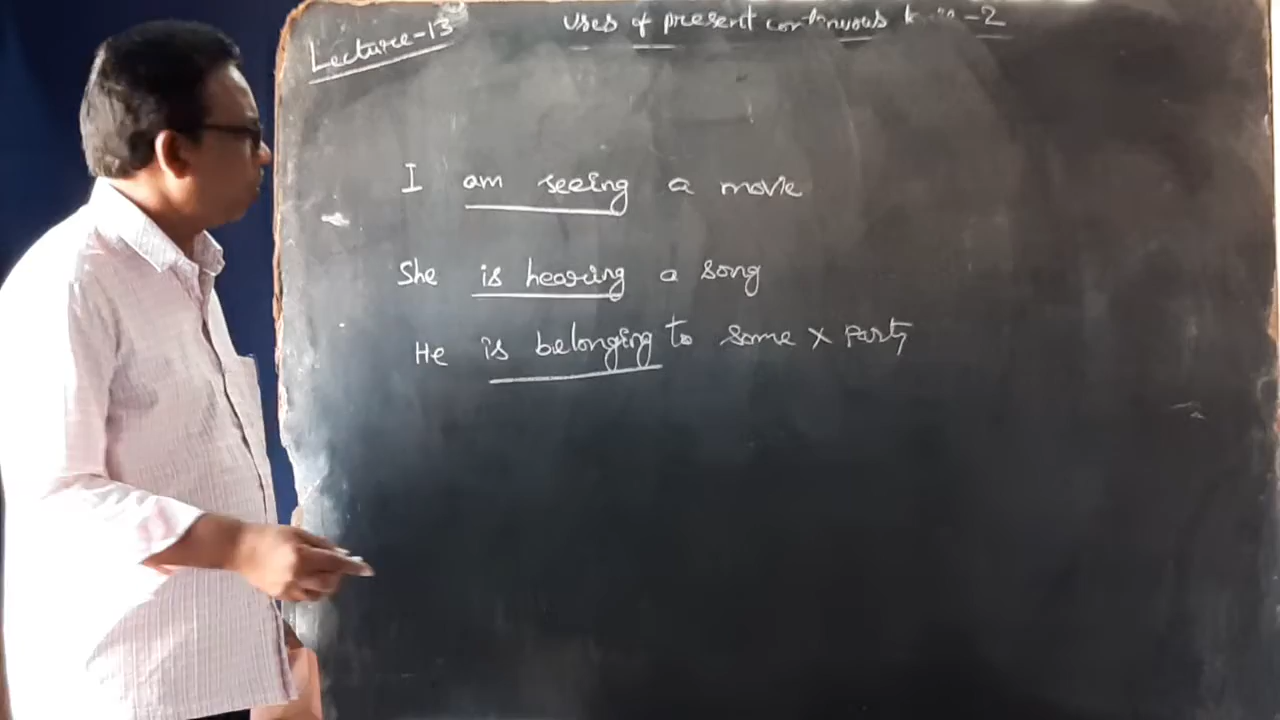 Lecture-13
Uses of present continuous -2
I am seeing a movie
She is hearing a song
He is belonging to some X party